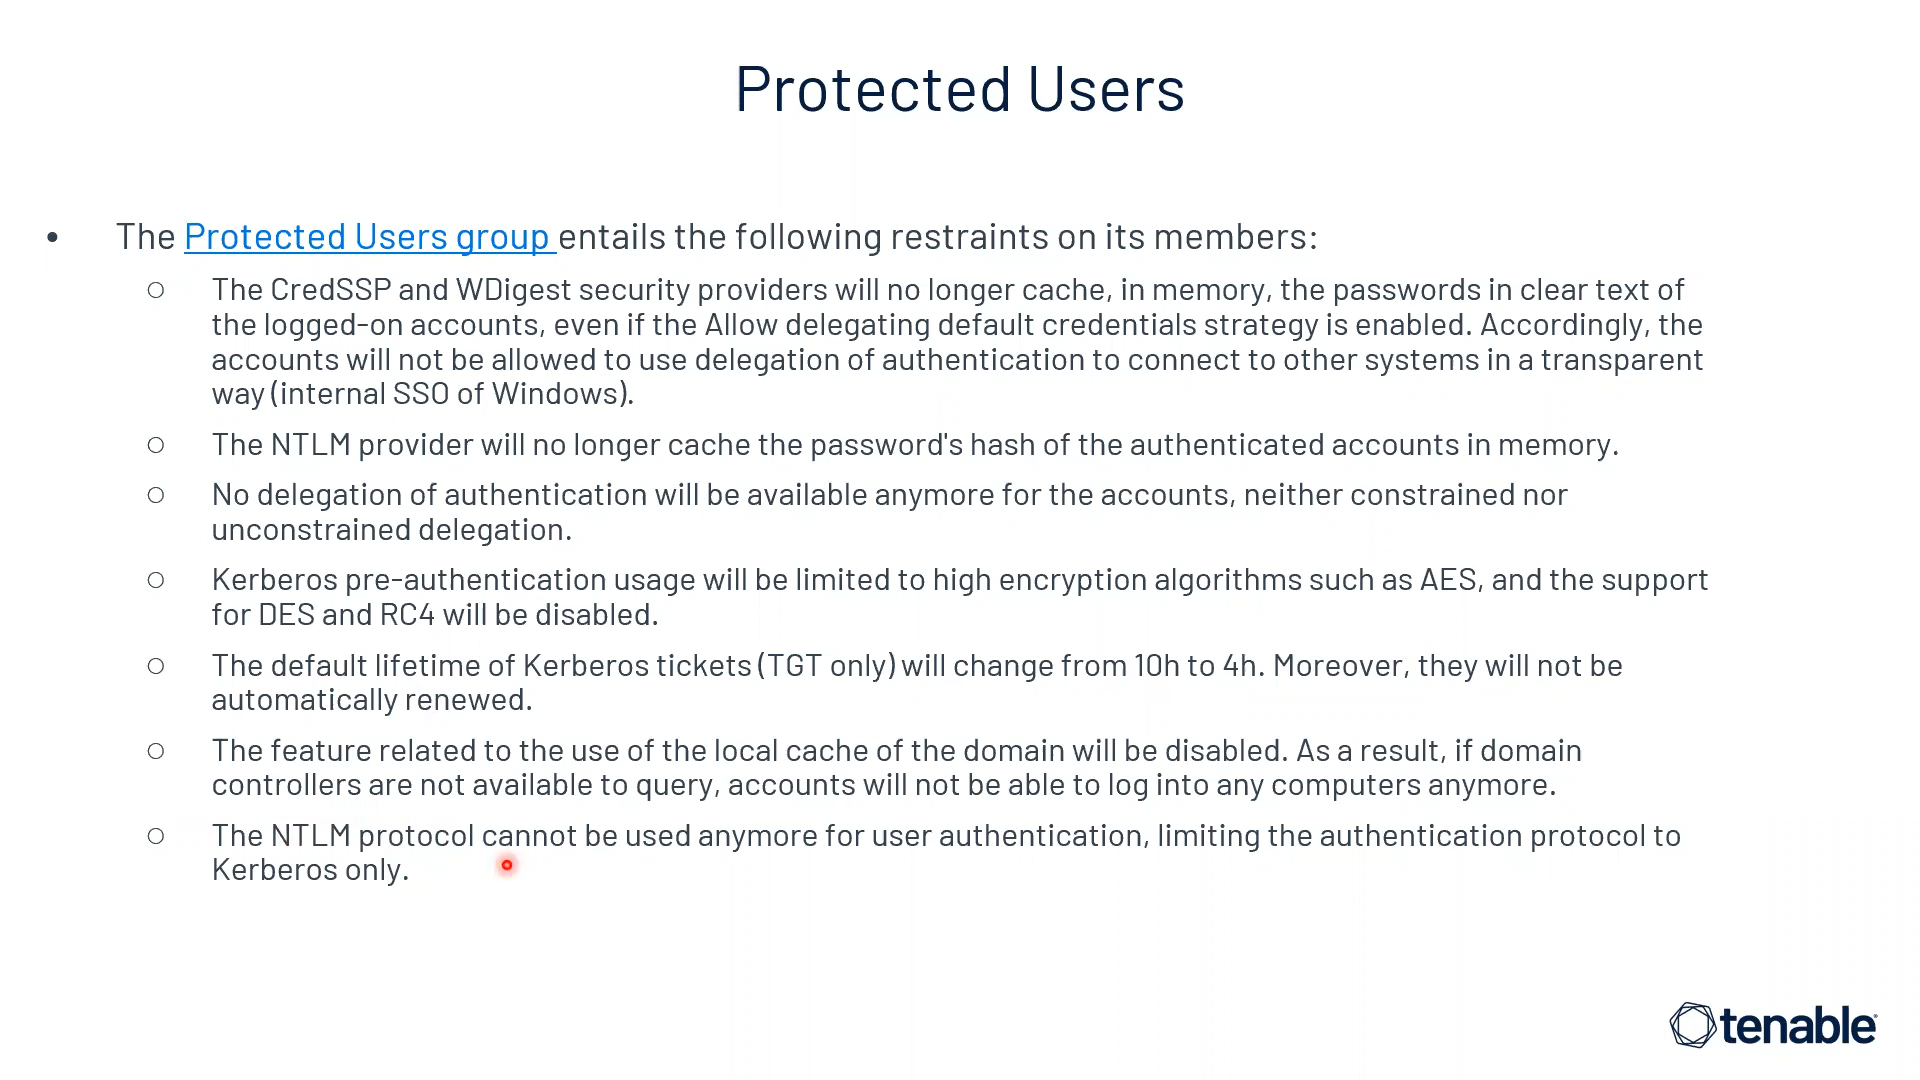 Protected Users
• The Protected Users group entails the following restraints on its members:
○ The CredSSP and WDigest security providers will no longer cache, in memory, the passwords in clear text of
the logged-on accounts, even if the Allow delegating default credentials strategy is enabled. Accordingly, the
accounts will not be allowed to use delegation of authentication to connect to other systems in a transparent
way (internal SSO of Windows).
○ The NTLM provider will no longer cache the password's hash of the authenticated accounts in memory.
○ No delegation of authentication will be available anymore for the accounts, neither constrained nor
unconstrained delegation.
○ Kerberos pre-authentication usage will be limited to high encryption algorithms such as AES, and the support
for DES and RC4 will be disabled.
○ The default lifetime of Kerberos tickets (TGT only) will change from 10h to 4h. Moreover, they will not be
automatically renewed.
○ The feature related to the use of the local cache of the domain will be disabled. As a result, if domain
controllers are not available to query, accounts will not be able to log into any computers anymore.
○ The NTLM protocol cannot be used anymore for user authentication, limiting the authentication protocol to
Kerberos only.
tenable